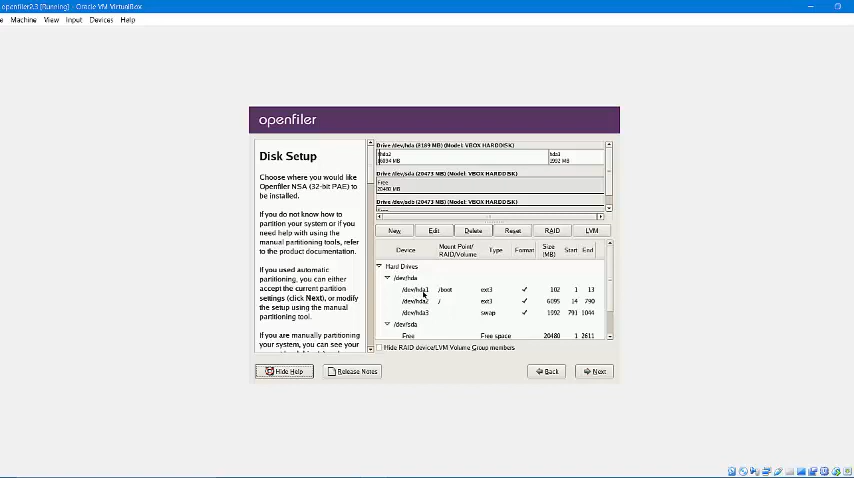 openfiler2.3 [Running] - Oracle VM VirtualBox
Machine View Input Devices Help
openfiler
Disk Setup
Choose where you would like
Openfiler NSA (32-bit PAE) to
be installed.
If you do not know how to
partition your system or if you
need help with using the
manual partitioning tools, refer
to the product documentation.
If you used automatic
partitioning, you can either
accept the current partition
settings (click Next), or modify
the setup using the manual
partitioning tool.
If you are manually partitioning
your system, you can see your
Drive /dev/hda (8189 MB) (Model: VBOX HARDDISK)
hda2 hda3
6094 MB 1992 MB
Drive /dev/sda (20473 MB) (Model: VBOX HARDDISK)
Free
20480 MB
Drive /dev/sdb (20473 MB) (Model: VBOX HARDDISK)
New Edit Delete Reset RAID LVM
Device Mount Point/ RAID/Volume Type Format Size (MB) Start End
Hard Drives
/dev/hda
/dev/hda1 /boot ext3 102 1 13
/dev/hda2 / ext3 6095 14 790
/dev/hda3 swap 1992 791 1044
/dev/sda
Free Free space 20480 1 2611
Hide RAID device/LVM Volume Group members
Hide Help Release Notes Back Next